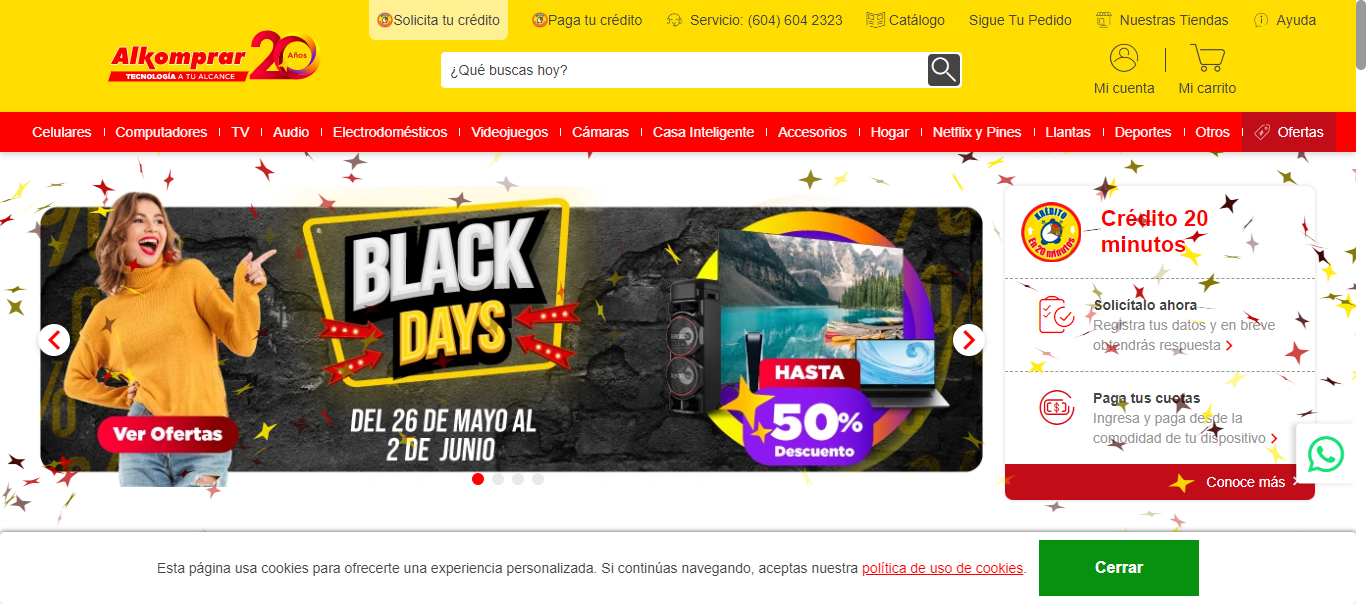 Solicita tu crédito
Paga tu crédito
Servicio: (604) 604 2323
Catálogo
Sigue Tu Pedido
Nuestras Tiendas
Ayuda
Alkomprar 20 Años
TECNOLOGÍA A TU ALCANCE
¿Qué buscas hoy?
Mi cuenta
Mi carrito
Celulares
Computadores
TV
Audio
Electrodomésticos
Videojuegos
Cámaras
Casa Inteligente
Accesorios
Hogar
Netflix y Pines
Llantas
Deportes
Otros
Ofertas
BLACK
DAYS
DEL 26 DE MAYO AL
2 DE JUNIO
Ver Ofertas
HASTA
50%
Descuento
KRÉDITO
En 20 minutos
Crédito 20
minutos
Solicítalo ahora
Registra tus datos y en breve
obtendrás respuesta
Paga tus cuotas
Ingresa y paga desde la
comodidad de tu dispositivo
Conoce más
Esta página usa cookies para ofrecerte una experiencia personalizada. Si continúas navegando, aceptas nuestra política de uso de cookies.
Cerrar